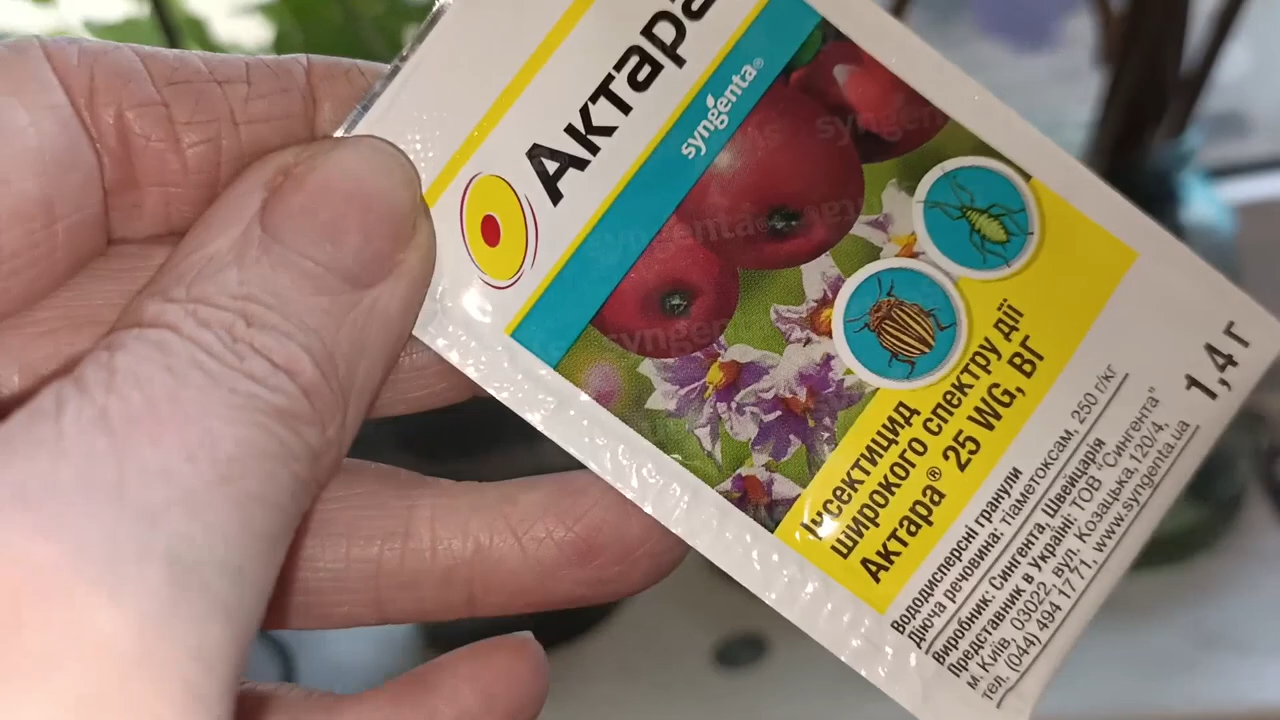 Актара
syngenta®
Інсектицид
широкого спектру дії
Актара® 25 WG, ВГ
1,4 г
Вододисперсні гранули
Діюча речовина: тіаметоксам, 250 г/кг
Виробник: Сингента, Швейцарія
Представник в Україні: ТОВ "Сингента"
м. Київ, 03022, вул. Козацька,120/4,
тел. (044) 494 1771, www.syngenta.ua